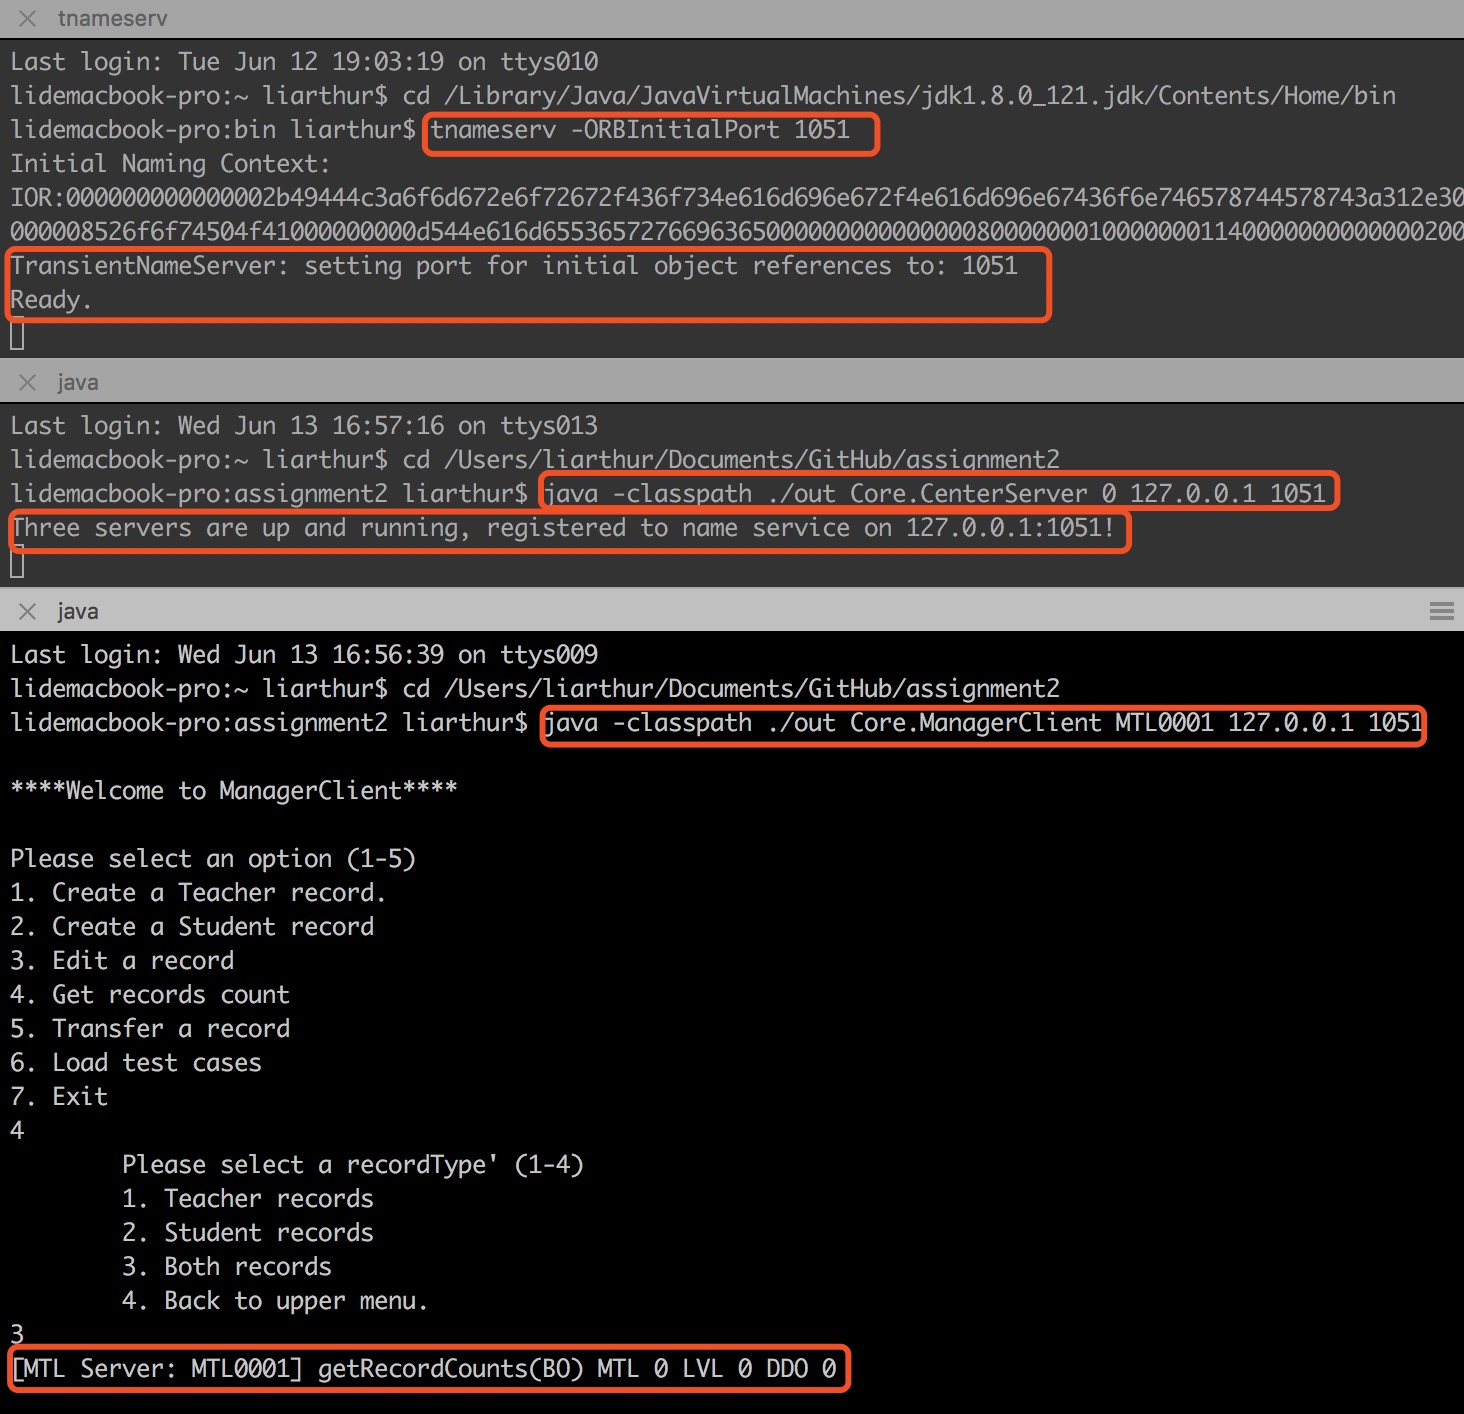 tnameserv
Last login: Tue Jun 12 19:03:19 on ttys010
lidemacbook-pro:~ liarthur$ cd /Library/Java/JavaVirtualMachines/jdk1.8.0_121.jdk/Contents/Home/bin
lidemacbook-pro:bin liarthur$ tnameserv -ORBInitialPort 1051
Initial Naming Context:
IOR:000000000000002b49444c3a6f6d672e6f72672f436f734e616d696e672f4e616d696e67436f6e746578744578743a312e30
000008526f6f74504f41000000000d544e616d65536572766963650000000000000008000000010000000114000000000000200
TransientNameServer: setting port for initial object references to: 1051
Ready.
java
Last login: Wed Jun 13 16:57:16 on ttys013
lidemacbook-pro:~ liarthur$ cd /Users/liarthur/Documents/GitHub/assignment2
lidemacbook-pro:assignment2 liarthur$ java -classpath ./out Core.CenterServer 0 127.0.0.1 1051
Three servers are up and running, registered to name service on 127.0.0.1:1051!
java
Last login: Wed Jun 13 16:56:39 on ttys009
lidemacbook-pro:~ liarthur$ cd /Users/liarthur/Documents/GitHub/assignment2
lidemacbook-pro:assignment2 liarthur$ java -classpath ./out Core.ManagerClient MTL0001 127.0.0.1 1051
****Welcome to ManagerClient****
Please select an option (1-5)
1. Create a Teacher record.
2. Create a Student record
3. Edit a record
4. Get records count
5. Transfer a record
6. Load test cases
7. Exit
4
Please select a recordType' (1-4)
1. Teacher records
2. Student records
3. Both records
4. Back to upper menu.
3
[MTL Server: MTL0001] getRecordCounts(BO) MTL 0 LVL 0 DDO 0